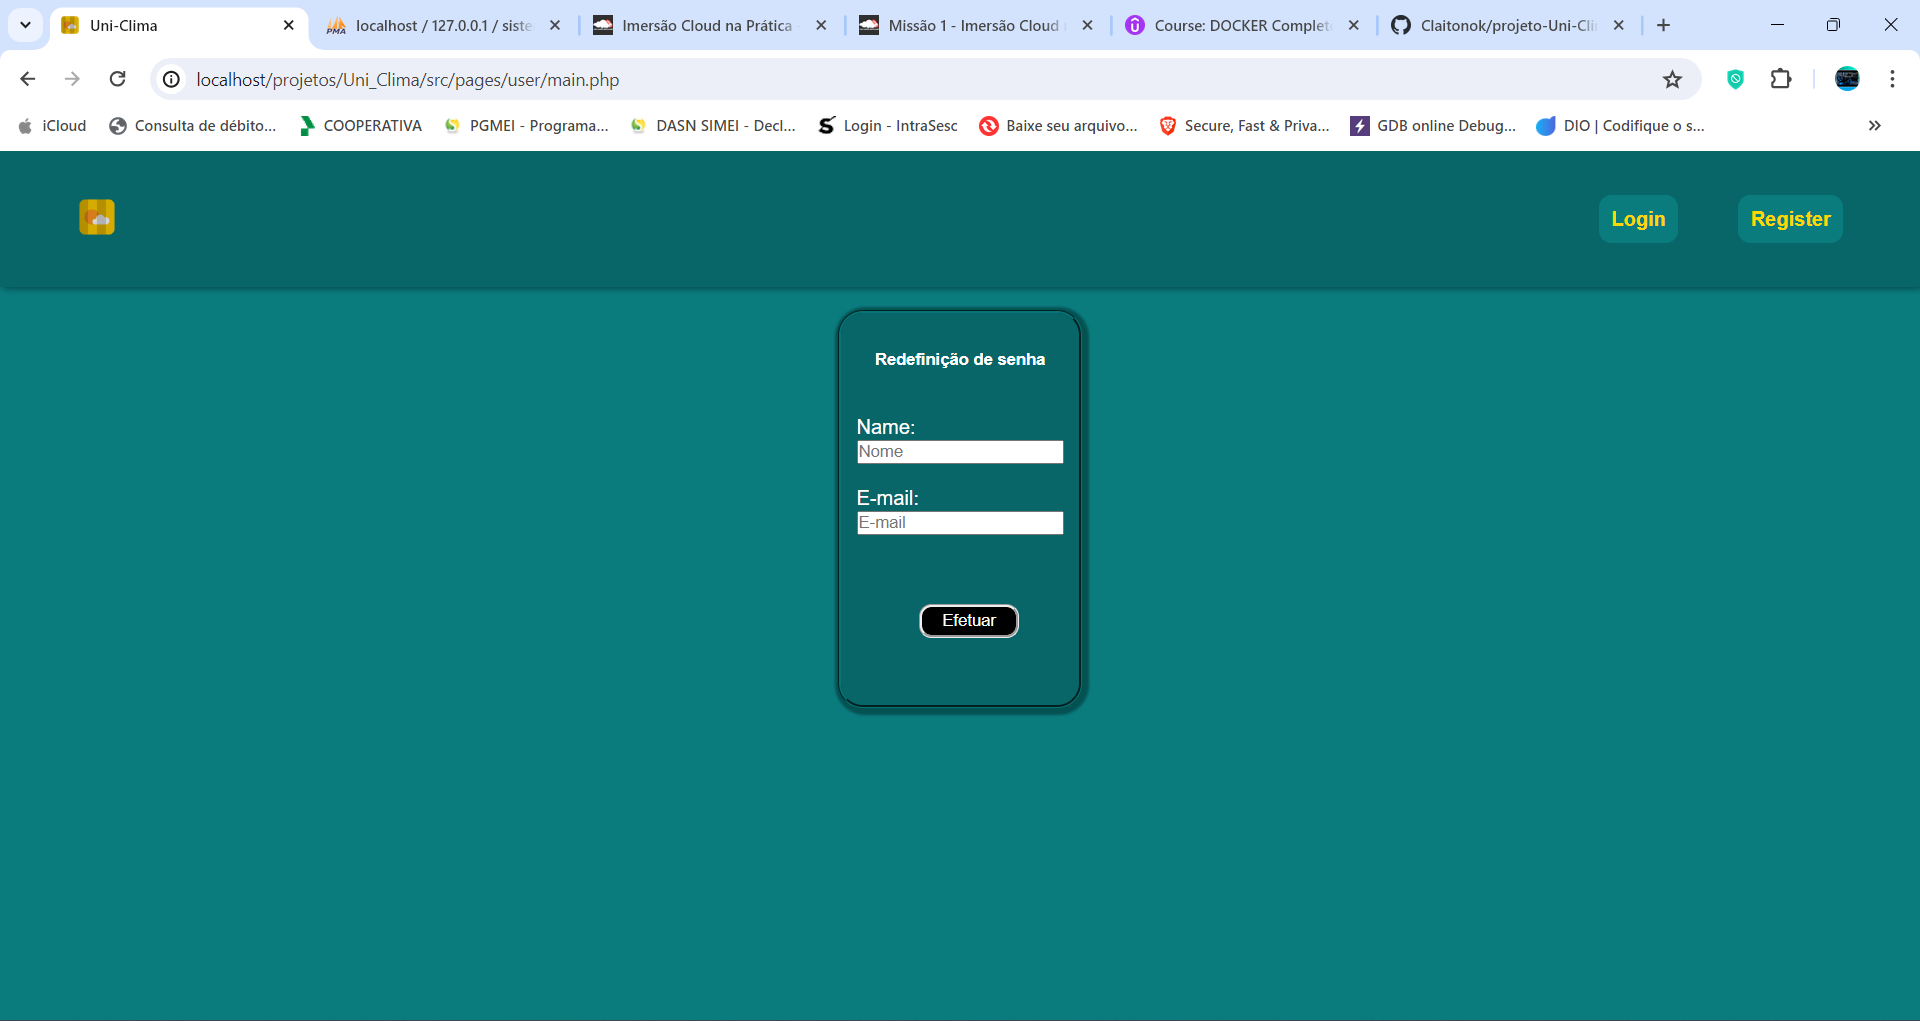 Uni-Clima
localhost / 127.0.0.1 / siste
Imersão Cloud na Prática
Missão 1 - Imersão Cloud
Course: DOCKER Complet
Claitonok/projeto-Uni-Cli
localhost/projetos/Uni_Clima/src/pages/user/main.php
iCloud
Consulta de débito...
COOPERATIVA
PGMEI - Programa...
DASN SIMEI - Decl...
Login - IntraSesc
Baixe seu arquivo...
Secure, Fast & Priva...
GDB online Debug...
DIO | Codifique o s...
Login
Register
Redefinição de senha
Name:
Nome
E-mail:
E-mail
Efetuar